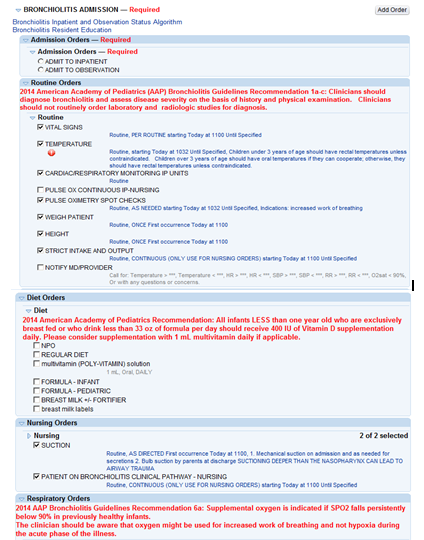 BRONCHIOLITIS ADMISSION — Required
Add Order
Bronchiolitis Inpatient and Observation Status Algorithm
Bronchiolitis Resident Education
Admission Orders — Required
Admission Orders — Required
ADMIT TO INPATIENT
ADMIT TO OBSERVATION
Routine Orders
2014 American Academy of Pediatrics (AAP) Bronchiolitis Guidelines Recommendation 1a-c: Clinicians should
diagnose bronchiolitis and assess disease severity on the basis of history and physical examination. Clinicians
should not routinely order laboratory and radiologic studies for diagnosis.
Routine
VITAL SIGNS
Routine, PER ROUTINE starting Today at 1100 Until Specified
TEMPERATURE
Routine, starting Today at 1032 Until Specified, Children under 3 years of age should have rectal temperatures unless
contraindicated. Children over 3 years of age should have oral temperatures if they can cooperate; otherwise, they
should have rectal temperatures unless contraindicated.
CARDIAC/RESPIRATORY MONITORING IP UNITS
Routine
PULSE OX CONTINUOUS IP-NURSING
PULSE OXIMETRY SPOT CHECKS
Routine, AS NEEDED starting Today at 1032 Until Specified, Indications: increased work of breathing
WEIGH PATIENT
Routine, ONCE First occurrence Today at 1100
HEIGHT
Routine, ONCE First occurrence Today at 1100
STRICT INTAKE AND OUTPUT
Routine, CONTINUOUS (ONLY USE FOR NURSING ORDERS) starting Today at 1100 Until Specified
NOTIFY MD/PROVIDER
Call for: Temperature > ***, Temperature < ***, HR > ***, HR < ***, SBP > ***, SBP < ***, RR > ***, RR < ***, O2sat < 90%,
Or with any questions or concerns.
Diet Orders
Diet
2014 American Academy of Pediatrics Recommendation: All infants LESS than one year old who are exclusively
breast fed or who drink less than 33 oz of formula per day should receive 400 IU of Vitamin D supplementation
daily. Please consider supplementation with 1 mL multivitamin daily if applicable.
NPO
REGULAR DIET
multivitamin (POLY-VITAMIN) solution
1 mL, Oral, DAILY
FORMULA - INFANT
FORMULA - PEDIATRIC
BREAST MILK +/- FORTIFIER
breast milk labels
Nursing Orders
Nursing
2 of 2 selected
SUCTION
Routine, AS DIRECTED First occurrence Today at 1100, 1. Mechanical suction on admission and as needed for
secretions 2. Bulb suction by parents at discharge SUCTIONING DEEPER THAN THE NASOPHARYNX CAN LEAD TO
AIRWAY TRAUMA
PATIENT ON BRONCHIOLITIS CLINICAL PATHWAY - NURSING
Routine, CONTINUOUS (ONLY USE FOR NURSING ORDERS) starting Today at 1100 Until Specified
Respiratory Orders
2014 AAP Bronchiolitis Guidelines Recommendation 6a: Supplemental oxygen is indicated if SPO2 falls persistently
below 90% in previously healthy infants.
The clinician should be aware that oxygen might be used for increased work of breathing and not hypoxia during
the acute phase of the illness.